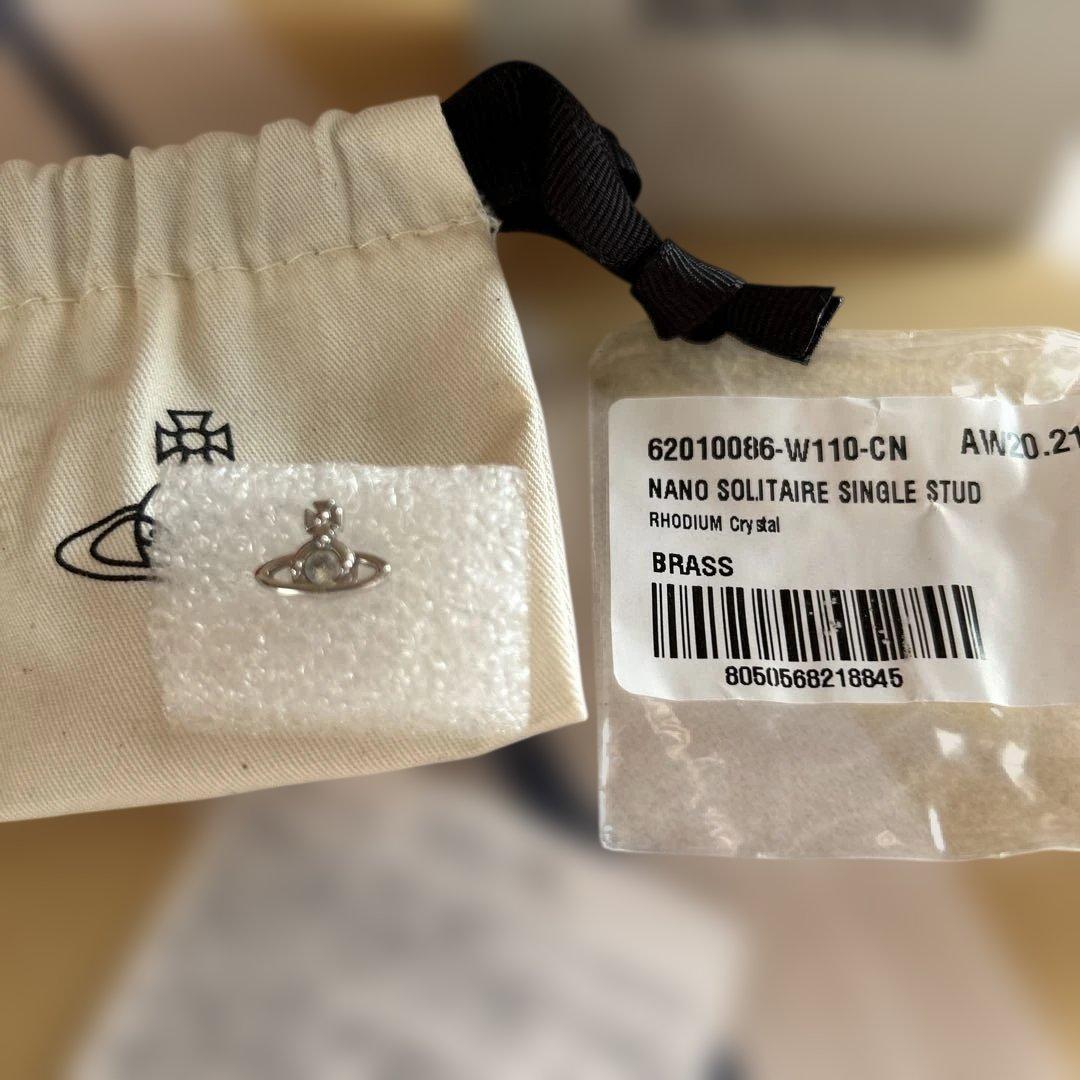 62010086-W110-CN AW20.21
NANO SOLITAIRE SINGLE STUD
RHODIUM Crystal
BRASS
8050568218845